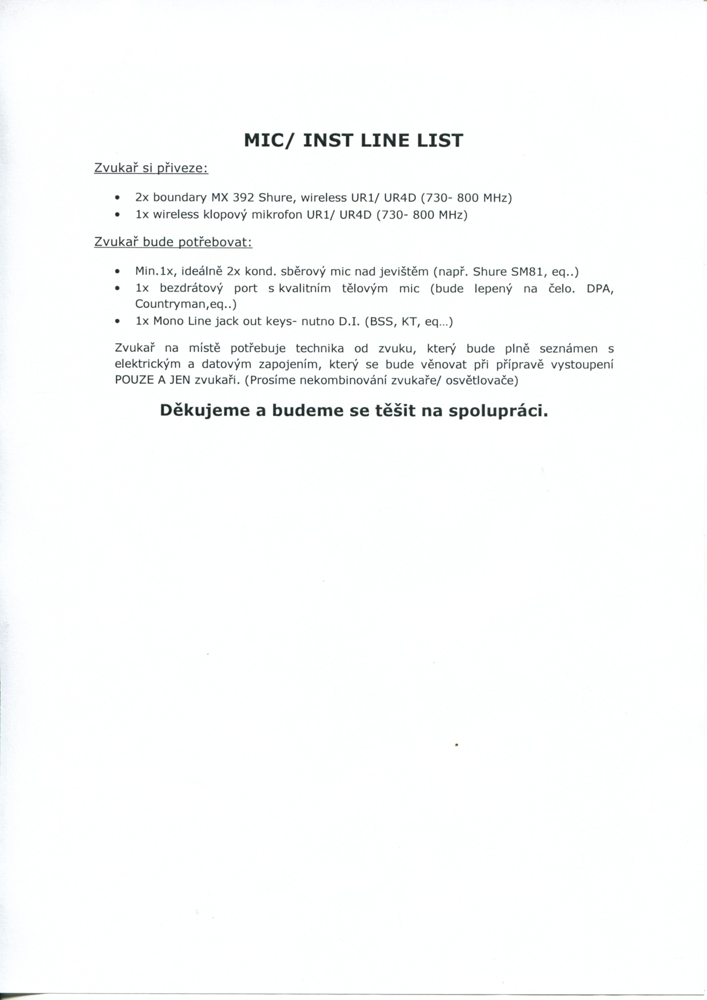 MIC/ INST LINE LIST
Zvukař si přiveze:
• 2x boundary MX 392 Shure, wireless UR1/ UR4D (730- 800 MHz)
• 1x wireless klopový mikrofon UR1/ UR4D (730- 800 MHz)
Zvukař bude potřebovat:
• Min.1x, ideálně 2x kond. sběrový mic nad jevištěm (např. Shure SM81, eq..)
• 1x bezdrátový port s kvalitním tělovým mic (bude lepený na čelo. DPA,
Countryman,eq..)
• 1x Mono Line jack out keys- nutno D.I. (BSS, KT, eq…)
Zvukař na místě potřebuje technika od zvuku, který bude plně seznámen s
elektrickým a datovým zapojením, který se bude věnovat při přípravě vystoupení
POUZE A JEN zvukaři. (Prosíme nekombinování zvukaře/ osvětlovače)
Děkujeme a budeme se těšit na spolupráci.